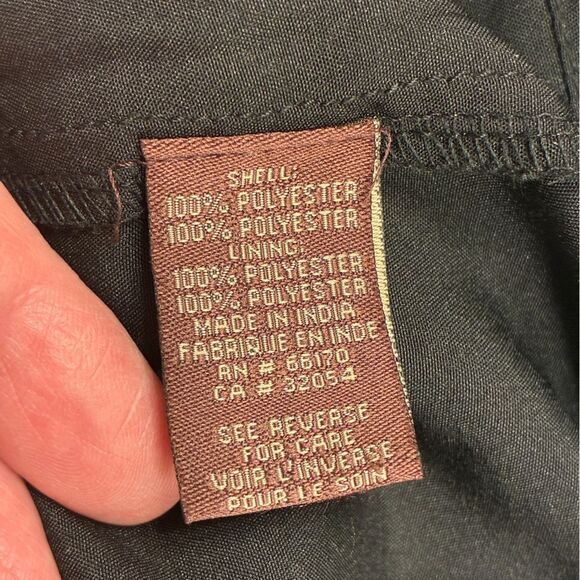 SHELL:
100% POLYESTER
100% POLYESTER
LINING:
100% POLYESTER
100% POLYESTER
MADE IN INDIA
FABRIQUE EN INDE
RN # 66170
CA # 32054
SEE REVERSE
FOR CARE
VOIR L'INVERSE
POUR LE SOIN